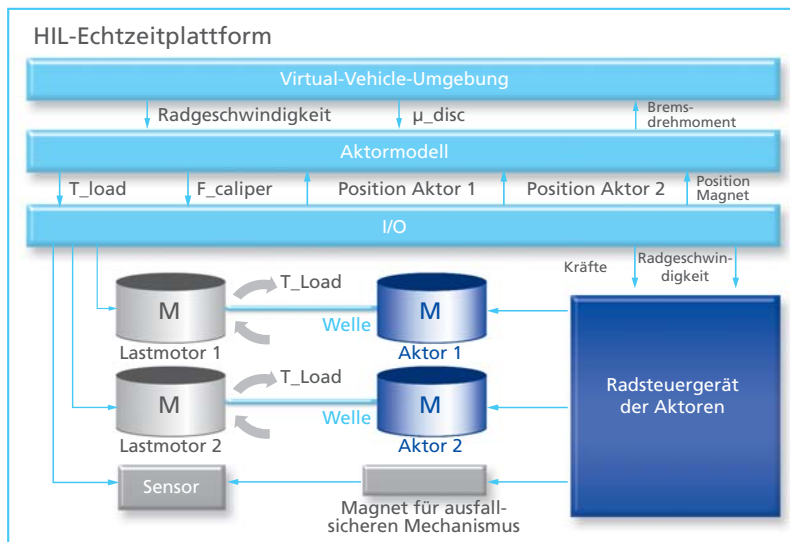 HIL-Echtzeitplattform
Virtual-Vehicle-Umgebung
Radgeschwindigkeit
µ_disc
Brems-
drehmoment
Aktormodell
T_load
F_caliper
Position Aktor 1
Position Aktor 2
Position
Magnet
I/O
Kräfte
Radgeschwin-
digkeit
T_Load
M
Welle
M
Lastmotor 1
Aktor 1
T_Load
M
Welle
M
Lastmotor 2
Aktor 2
Radsteuergerät
der Aktoren
Sensor
Magnet für ausfall-
sicheren Mechanismus